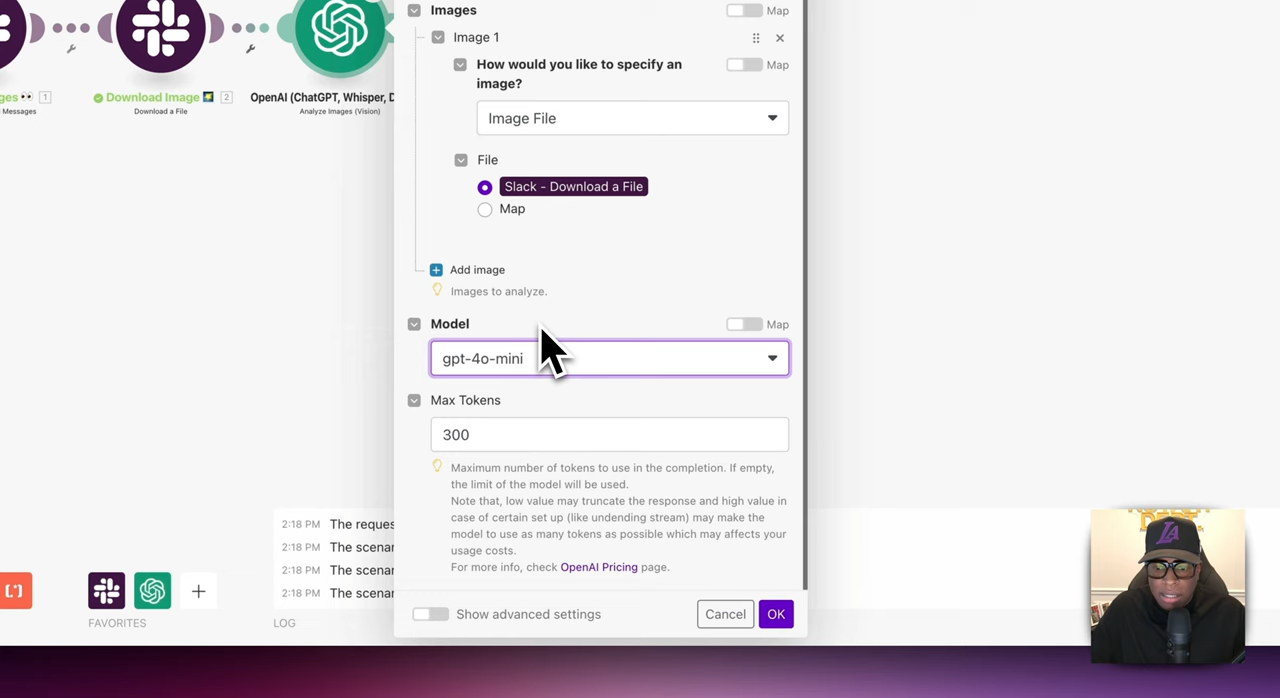 Images
Map
Image 1
How would you like to specify an image?
Map
Image File
File
Slack - Download a File
Map
Add image
Images to analyze.
Model
Map
gpt-4o-mini
Max Tokens
300
Maximum number of tokens to use in the completion. If empty,
the limit of the model will be used.
Note that, low value may truncate the response and high value in
case of certain set up (like undending stream) may make the
model to use as many tokens as possible which may affects your
usage costs.
For more info, check OpenAI Pricing page.
Show advanced settings
Cancel
OK
ges 👀 1
Messages
Download Image 2
Download a File
OpenAI (ChatGPT, Whisper, D
Analyze Images (Vision)
FAVORITES
2:18 PM The reques
2:18 PM The scenar
2:18 PM The scenar
2:18 PM The scenar
LOG
LA